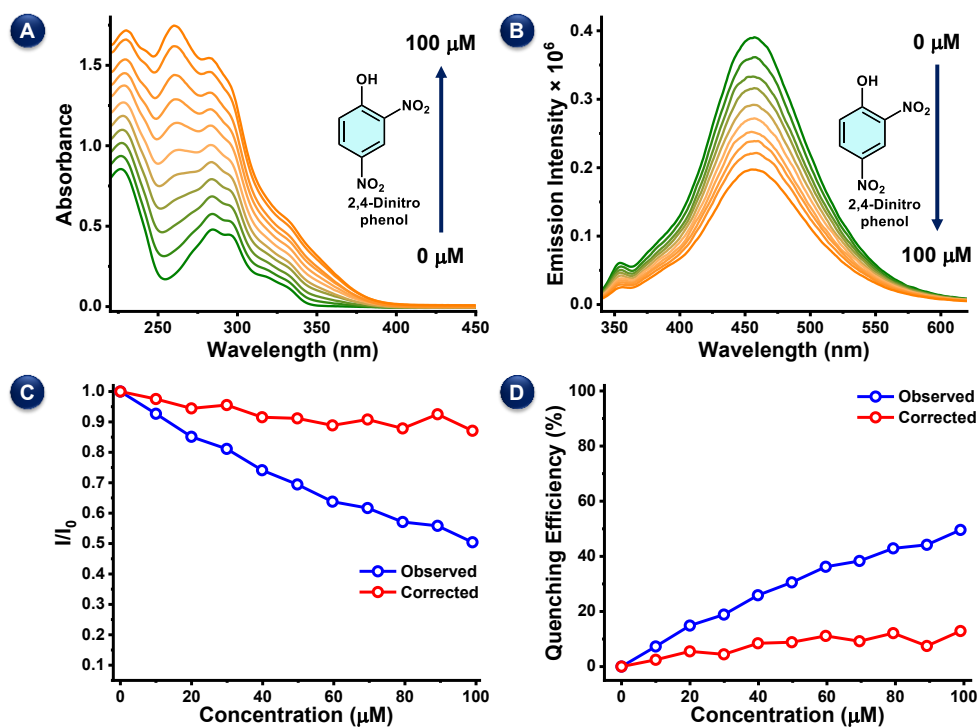 A
1.5
1.0
0.5
0.0
Absorbance
250
300
350
400
450
Wavelength (nm)
OH
NO2
NO2
2,4-Dinitro
phenol
100 μM
0 μM
B
0.4
0.3
0.2
0.1
0.0
Emission Intensity × 10^6
350
400
450
500
550
600
Wavelength (nm)
OH
NO2
NO2
2,4-Dinitro
phenol
0 μM
100 μM
C
1.0
0.9
0.8
0.7
0.6
0.5
0.4
0.3
0.2
0.1
I/I0
0
20
40
60
80
100
Concentration (μM)
Observed
Corrected
D
100
80
60
40
20
0
Quenching Efficiency (%)
0
20
40
60
80
100
Concentration (μM)
Observed
Corrected